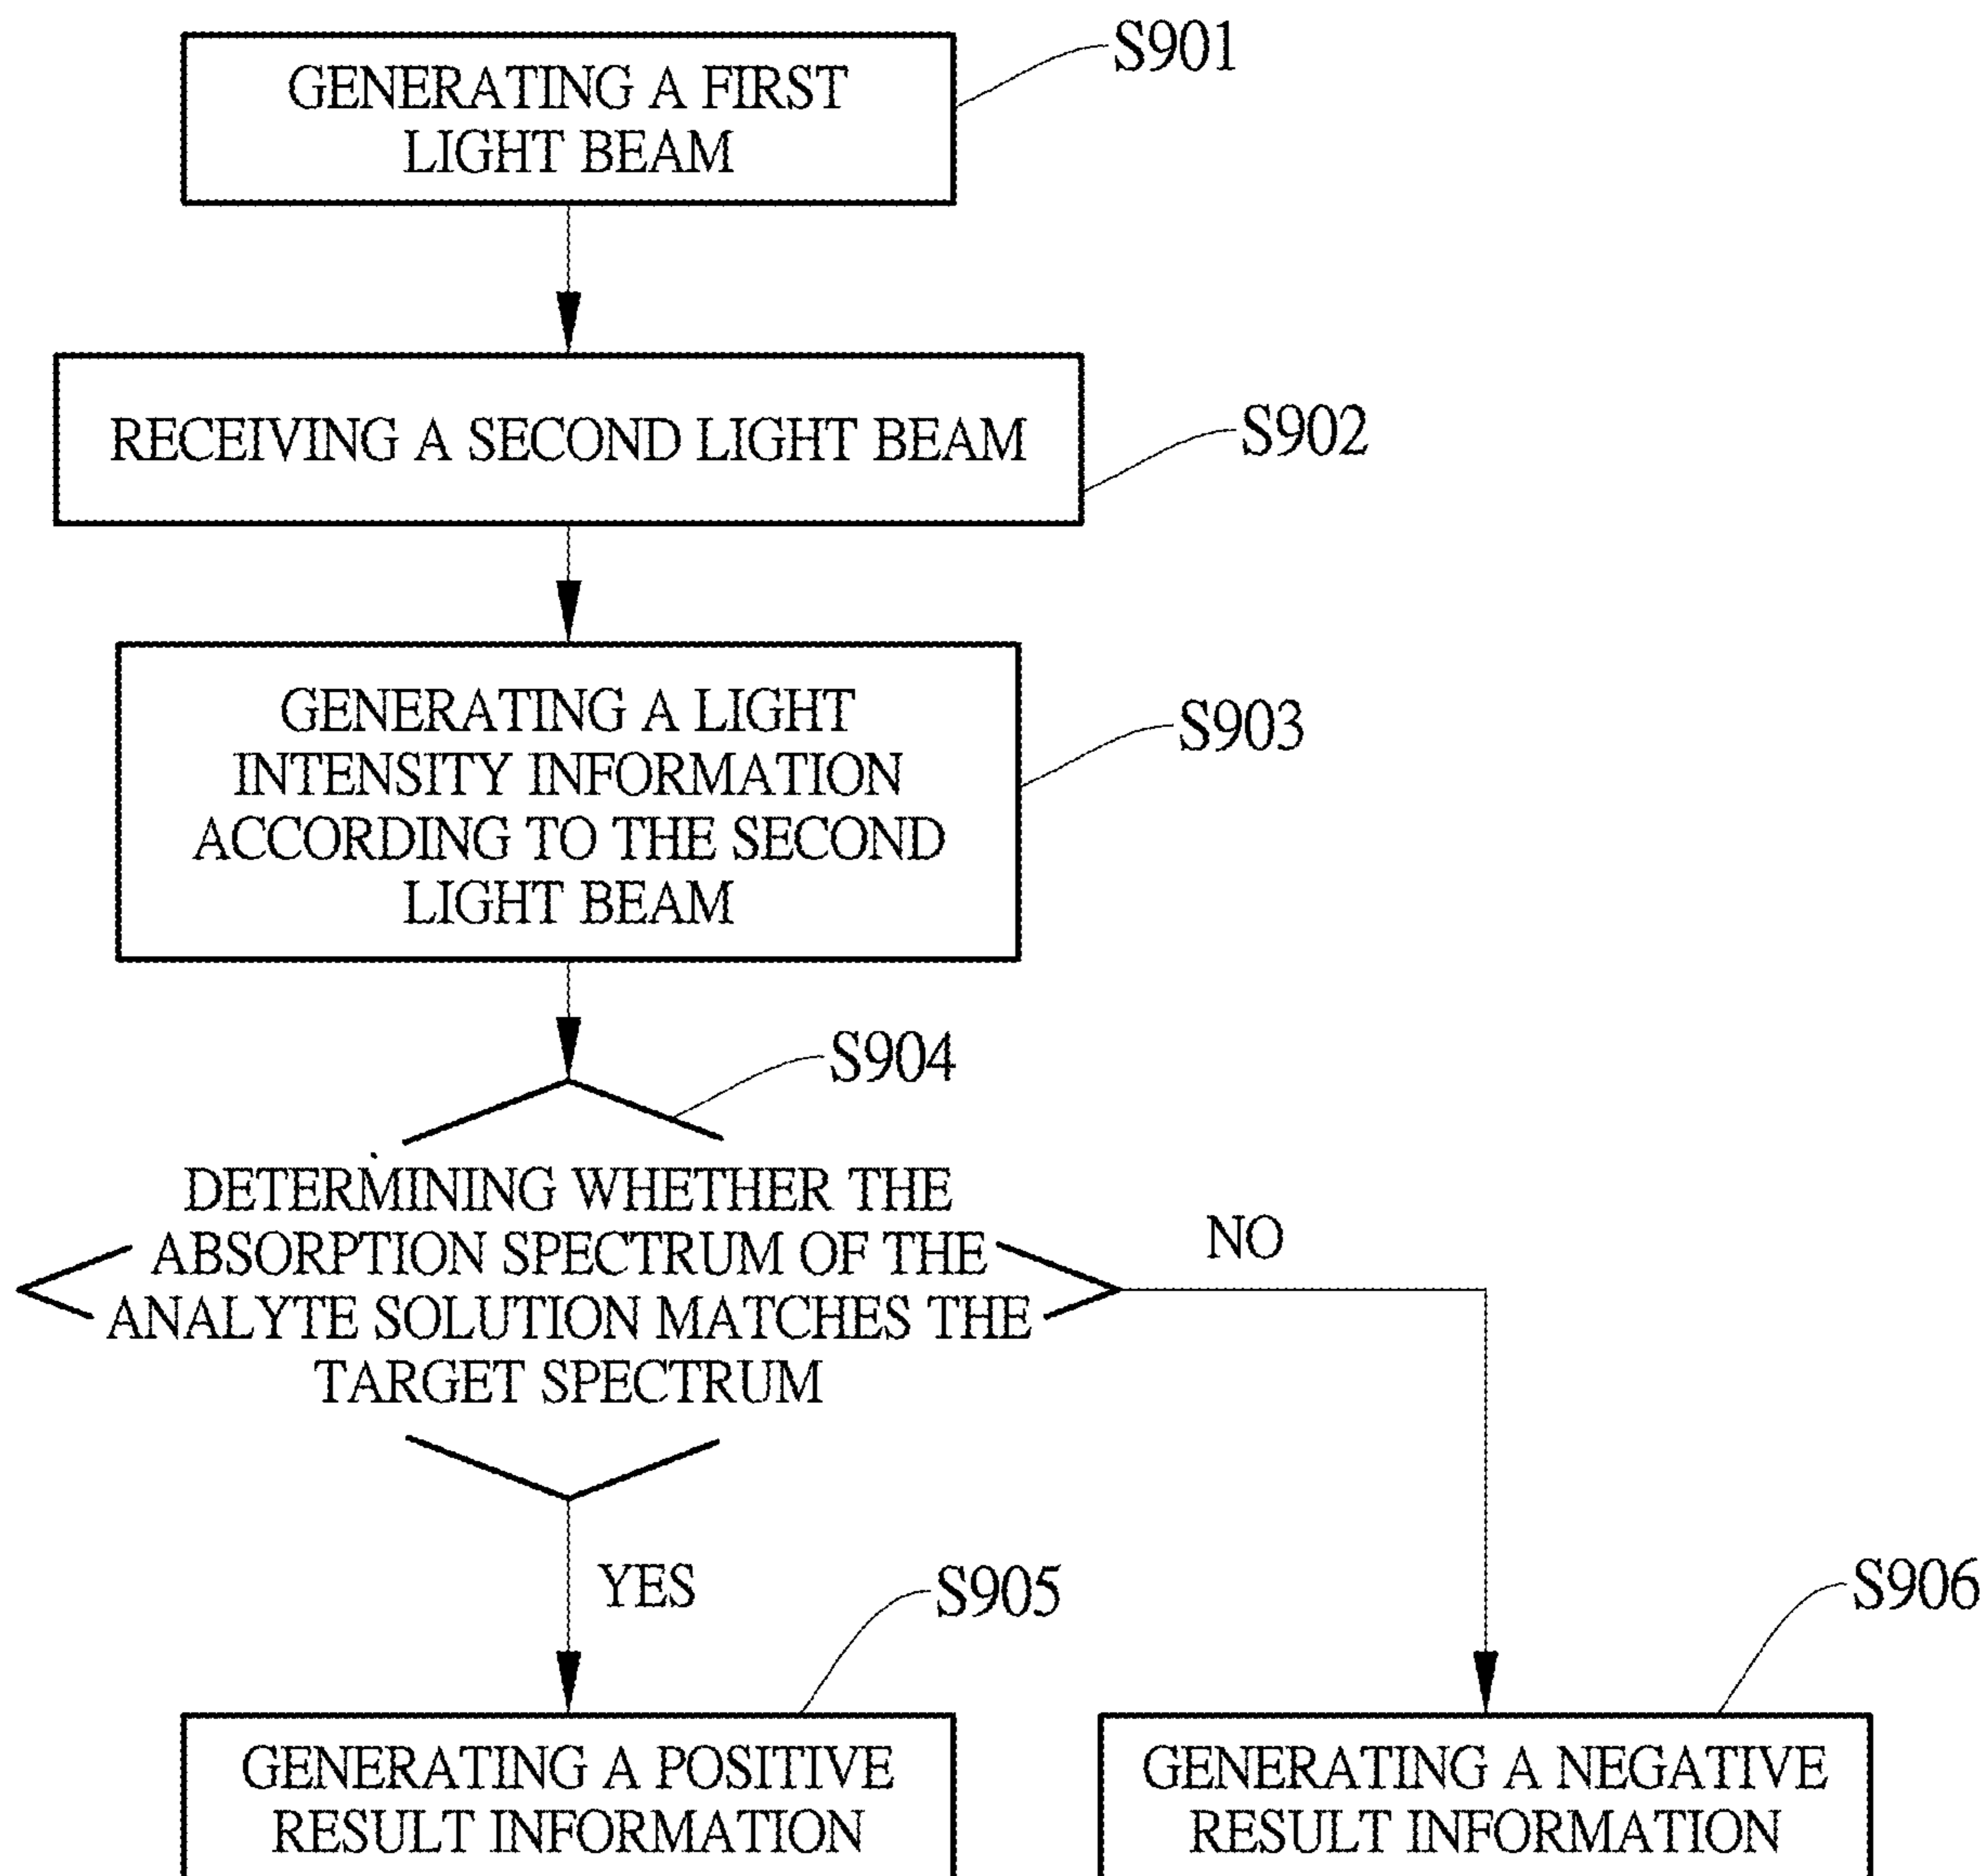 GENERATING A FIRST
LIGHT BEAM
S901
RECEIVING A SECOND LIGHT BEAM
S902
GENERATING A LIGHT
INTENSITY INFORMATION
ACCORDING TO THE SECOND
LIGHT BEAM
S903
S904
DETERMINING WHETHER THE
ABSORPTION SPECTRUM OF THE
ANALYTE SOLUTION MATCHES THE
TARGET SPECTRUM
NO
YES
S905
S906
GENERATING A POSITIVE
RESULT INFORMATION
GENERATING A NEGATIVE
RESULT INFORMATION